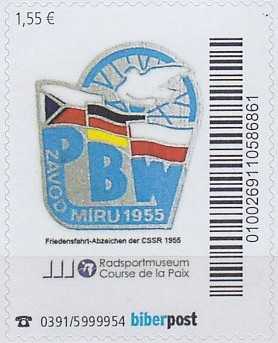 1,55 €
PBW
ZÁVOD
MÍRU 1955
Friedensfahrt-Abzeichen der CSSR 1955
Radsportmuseum
Course de la Paix
0391/5999954 biberpost
01002691105868​61